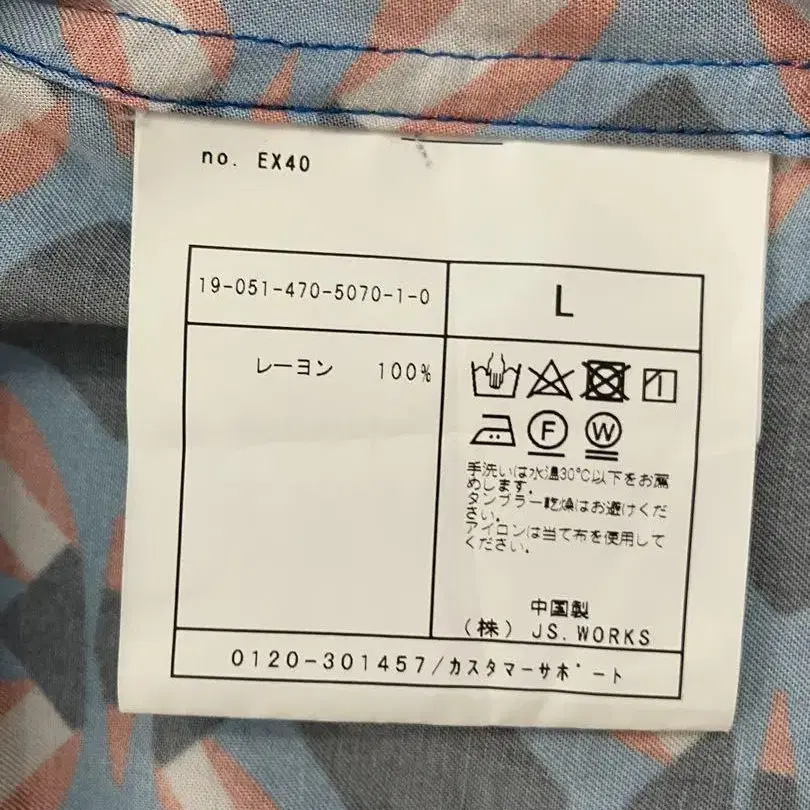 no. EX40
19-051-470-5070-1-0
L
レーヨン 100%
F
W
手洗いは水温30℃以下をお薦
めします。
タンブラー乾燥はお避けくだ
さい。
アイロンは当て布を使用して
ください。
中国製
(株) JS.WORKS
0120-301457/カスタマーサポート